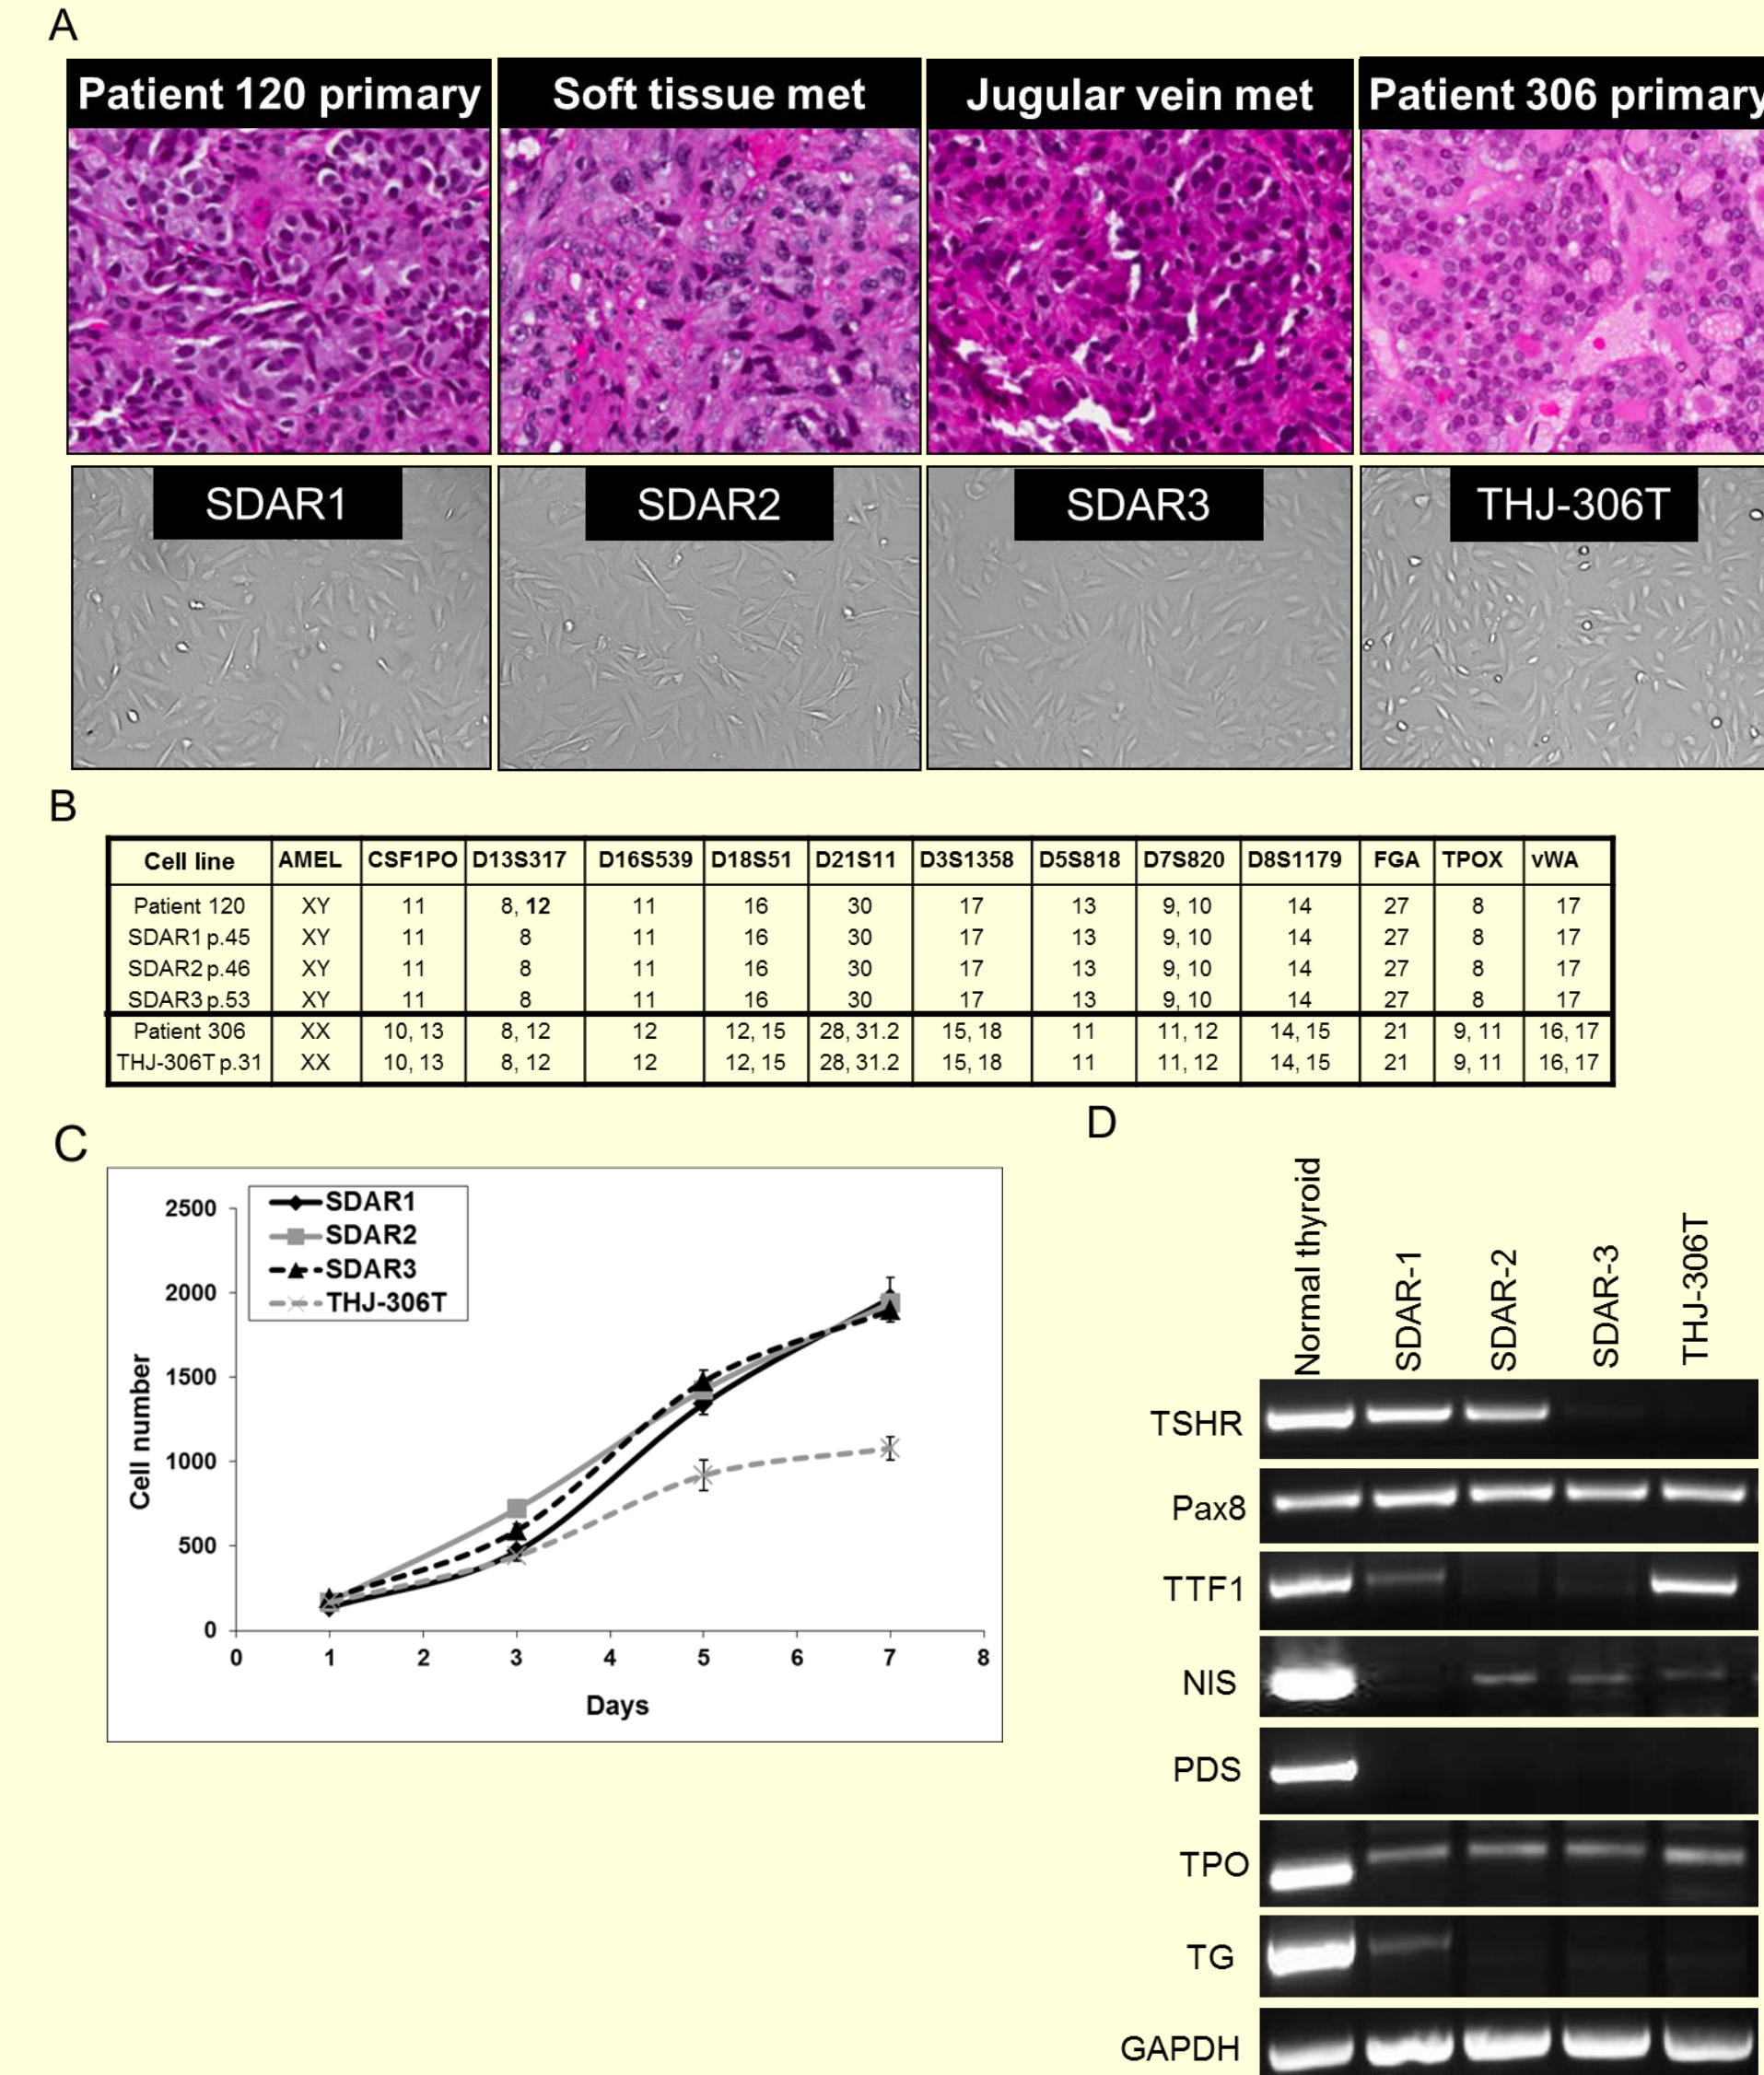 A
Patient 120 primary Soft tissue met Jugular vein met Patient 306 primary
SDAR1 SDAR2 SDAR3 THJ-306T
B
Cell line AMEL CSF1PO D13S317 D16S539 D18S51 D21S11 D3S1358 D5S818 D7S820 D8S1179 FGA TPOX vWA
Patient 120 XY 11 8, 12 11 16 30 17 13 9, 10 14 27 8 17
SDAR1 p.45 XY 11 8 11 16 30 17 13 9, 10 14 27 8 17
SDAR2 p.46 XY 11 8 11 16 30 17 13 9, 10 14 27 8 17
SDAR3 p.53 XY 11 8 11 16 30 17 13 9, 10 14 27 8 17
Patient 306 XX 10, 13 8, 12 12 12, 15 28, 31.2 15, 18 11 11, 12 14, 15 21 9, 11 16, 17
THJ-306T p.31 XX 10, 13 8, 12 12 12, 15 28, 31.2 15, 18 11 11, 12 14, 15 21 9, 11 16, 17
C
SDAR1
SDAR2
SDAR3
THJ-306T
2500
2000
1500
1000
500
0
Cell number
0 1 2 3 4 5 6 7 8
Days
D
Normal thyroid
SDAR-1
SDAR-2
SDAR-3
THJ-306T
TSHR
Pax8
TTF1
NIS
PDS
TPO
TG
GAPDH